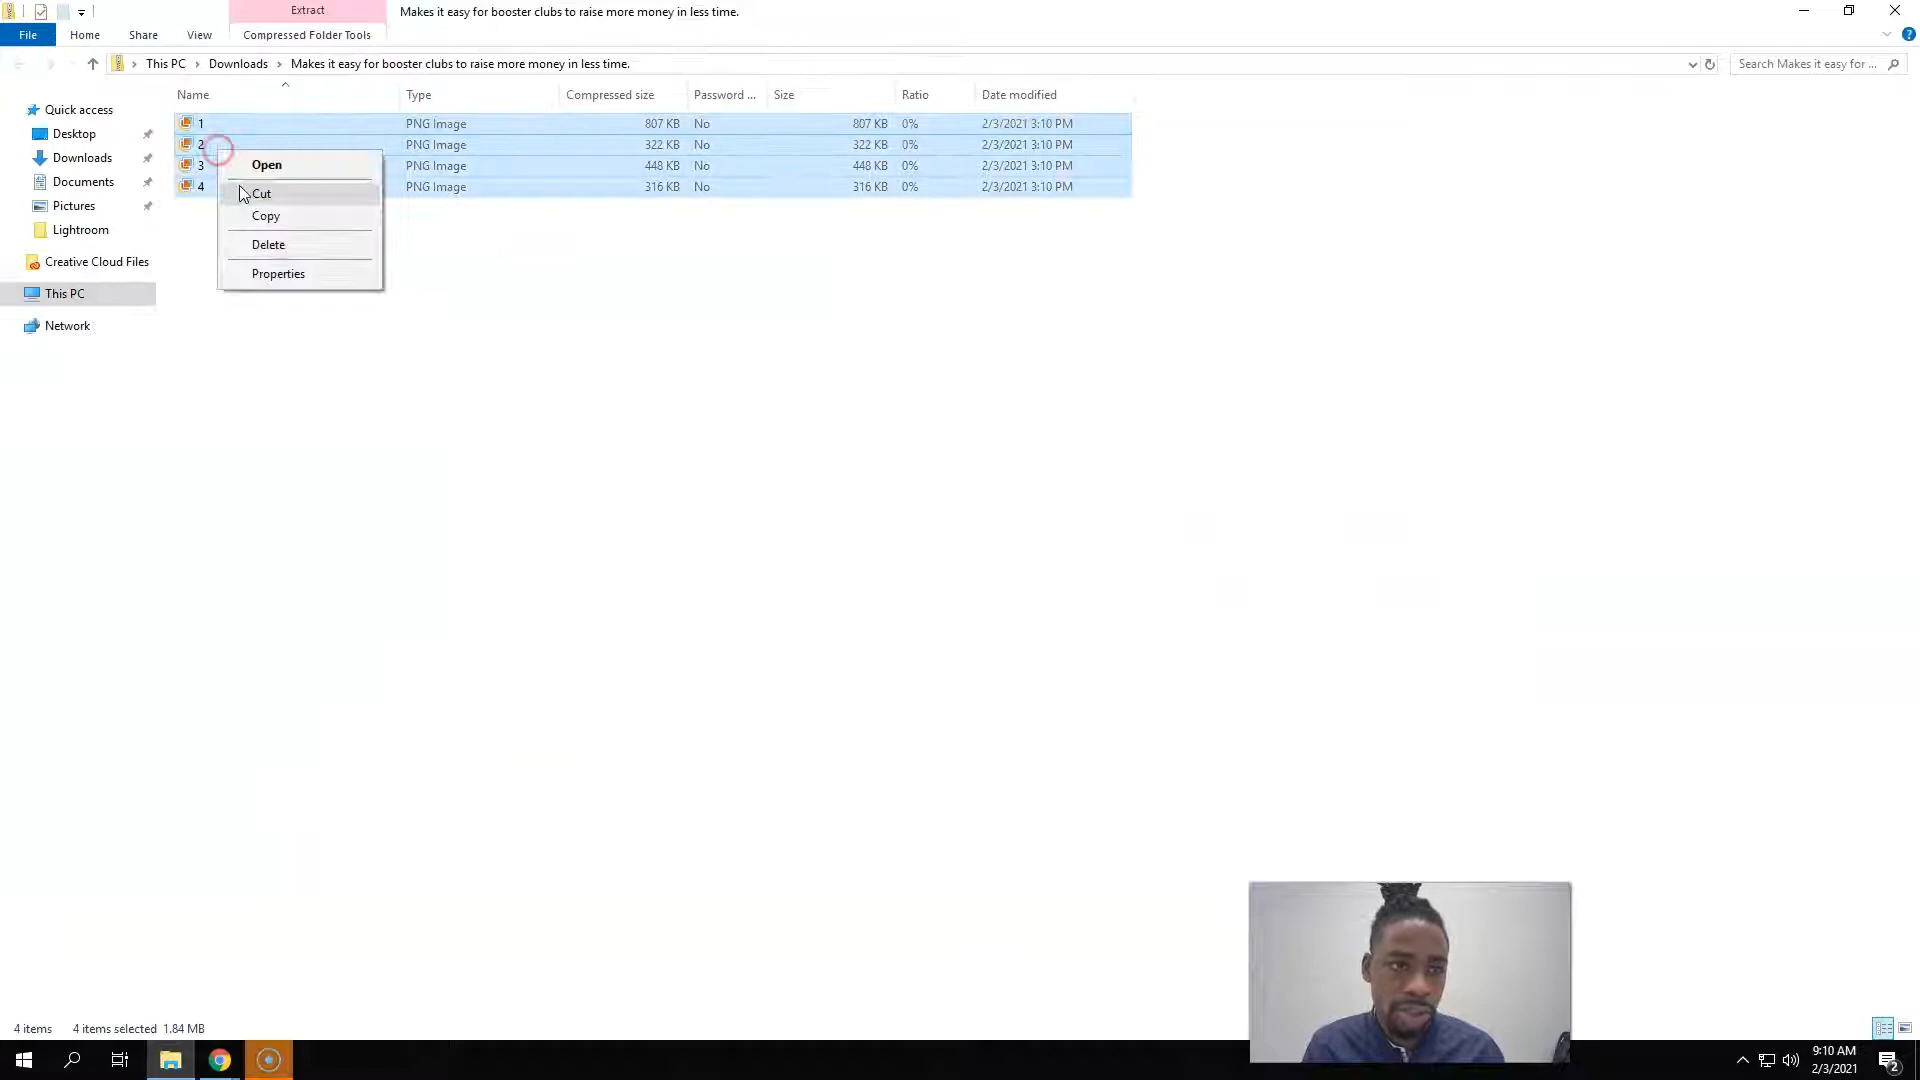 Extract
Makes it easy for booster clubs to raise more money in less time.
File
Home
Share
View
Compressed Folder Tools
This PC
Downloads
Makes it easy for booster clubs to raise more money in less time.
Search Makes it easy for ...
Name
Type
Compressed size
Password ...
Size
Ratio
Date modified
1 PNG Image 807 KB No 807 KB 0% 2/3/2021 3:10 PM
2 PNG Image 322 KB No 322 KB 0% 2/3/2021 3:10 PM
3 PNG Image 448 KB No 448 KB 0% 2/3/2021 3:10 PM
4 PNG Image 316 KB No 316 KB 0% 2/3/2021 3:10 PM
Quick access
Desktop
Downloads
Documents
Pictures
Lightroom
Creative Cloud Files
This PC
Network
Open
Cut
Copy
Delete
Properties
4 items
4 items selected 1.84 MB
9:10 AM
2/3/2021
2